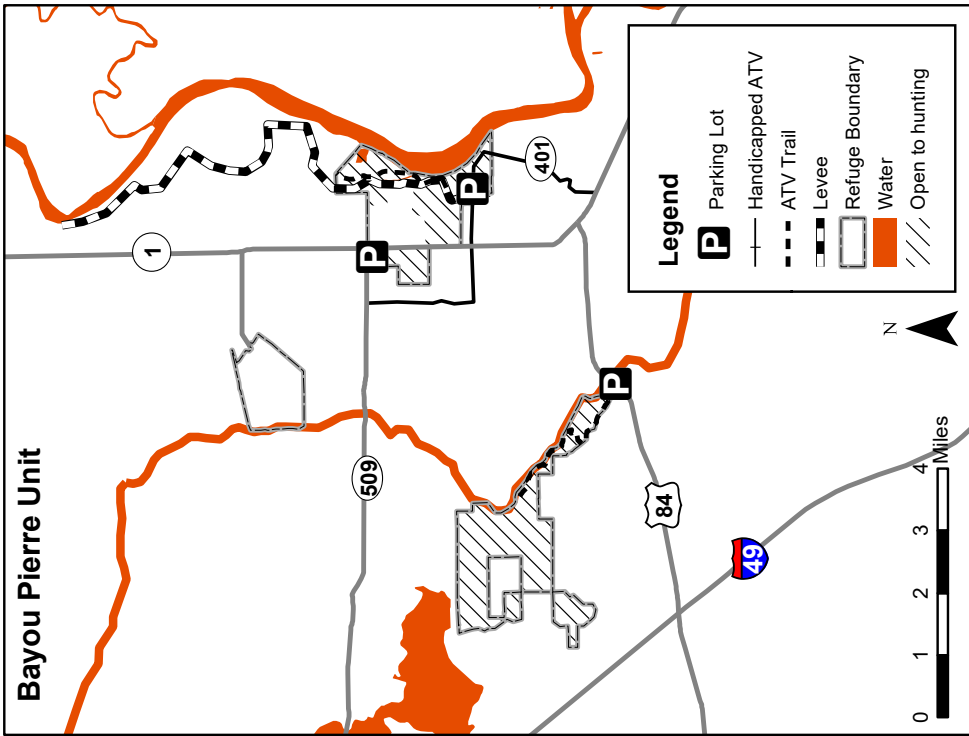 Bayou Pierre Unit
1
509
401
84
49
P
P
P
Legend
P
Parking Lot
Handicapped ATV
ATV Trail
Levee
Refuge Boundary
Water
Open to hunting
N
0 1 2 3 4
Miles